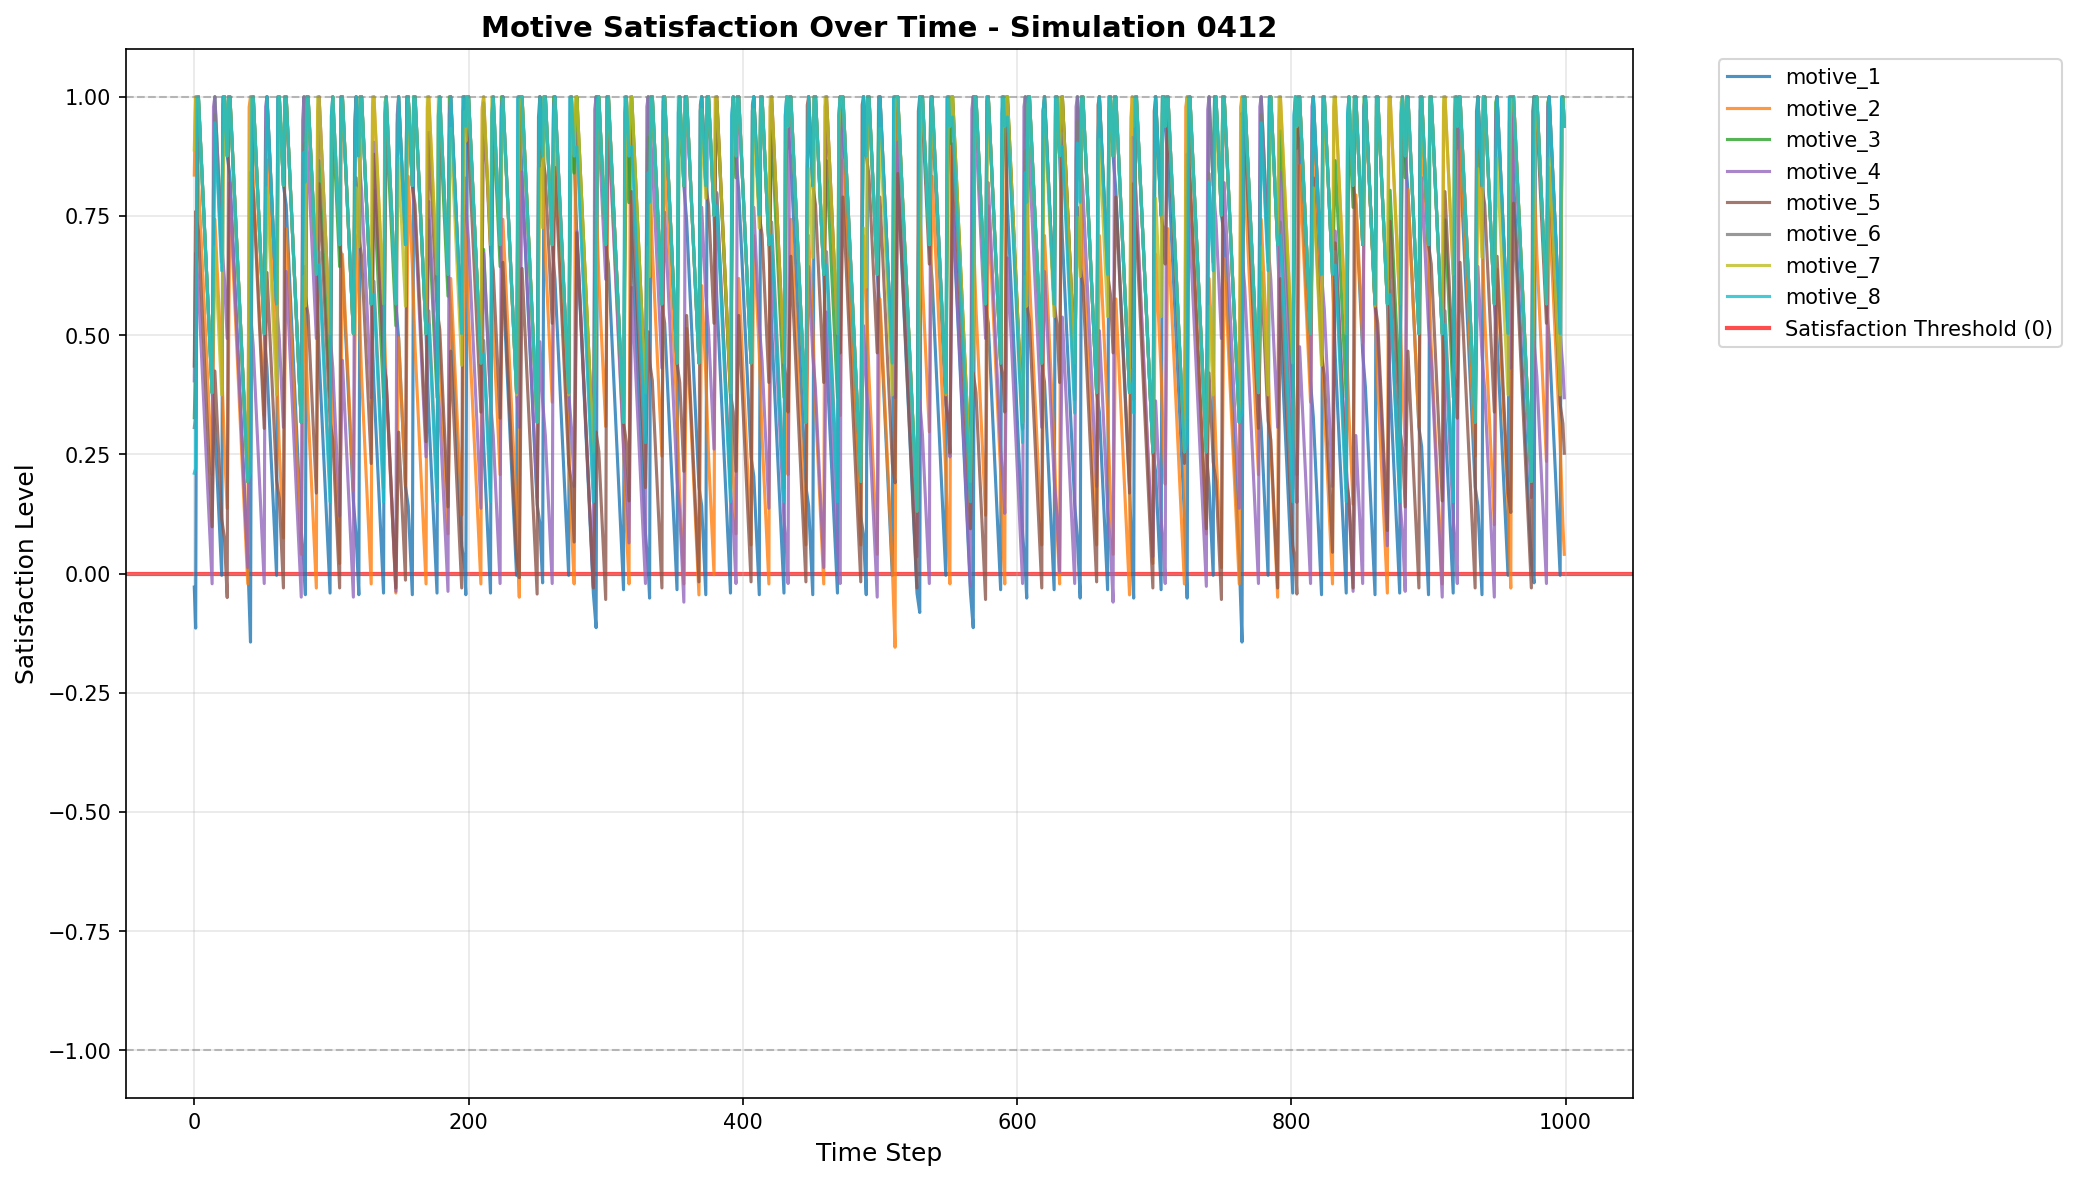 Motive Satisfaction Over Time - Simulation 0412
1.00
0.75
0.50
0.25
0.00
−0.25
−0.50
−0.75
−1.00
Satisfaction Level
0
200
400
600
800
1000
Time Step
motive_1
motive_2
motive_3
motive_4
motive_5
motive_6
motive_7
motive_8
Satisfaction Threshold (0)